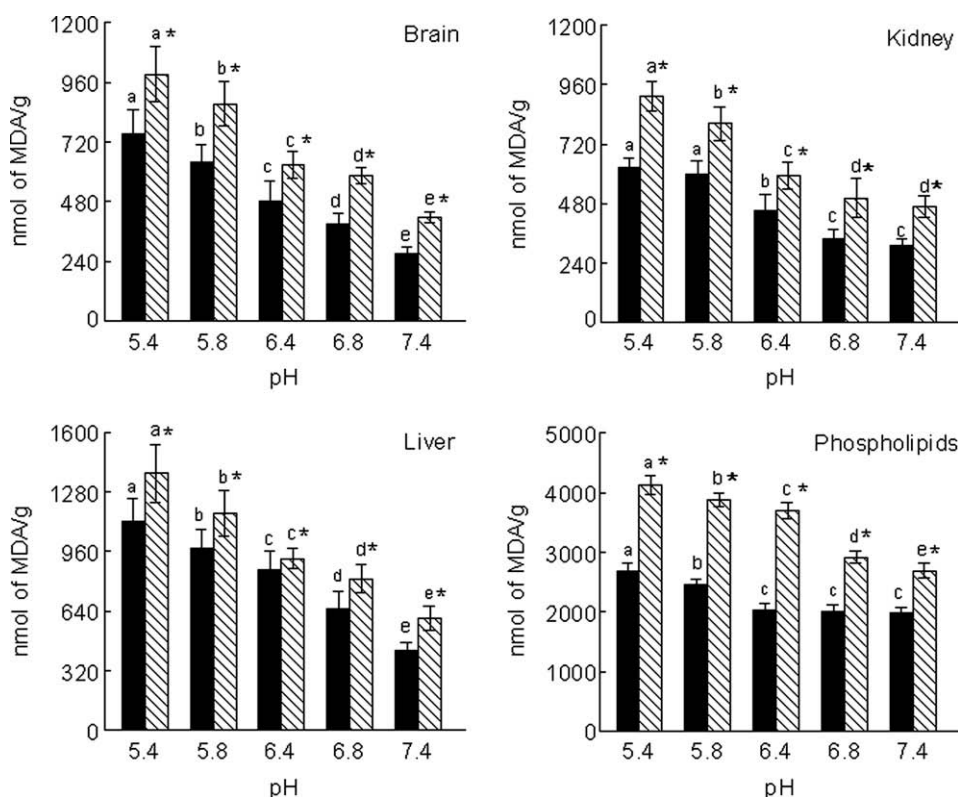 Brain
nmol of MDA/g
1200
960
720
480
240
0
a a*
b b*
c c*
d d*
e e*
5.4 5.8 6.4 6.8 7.4
pH
Kidney
nmol of MDA/g
1200
960
720
480
240
0
a a*
a b*
b c*
c d*
c d*
5.4 5.8 6.4 6.8 7.4
pH
Liver
nmol of MDA/g
1600
1280
960
640
320
0
a a*
b b*
c c*
d d*
e e*
5.4 5.8 6.4 6.8 7.4
pH
Phospholipids
nmol of MDA/g
5000
4000
3000
2000
1000
0
a a*
b b*
c c*
c d*
c e*
5.4 5.8 6.4 6.8 7.4
pH